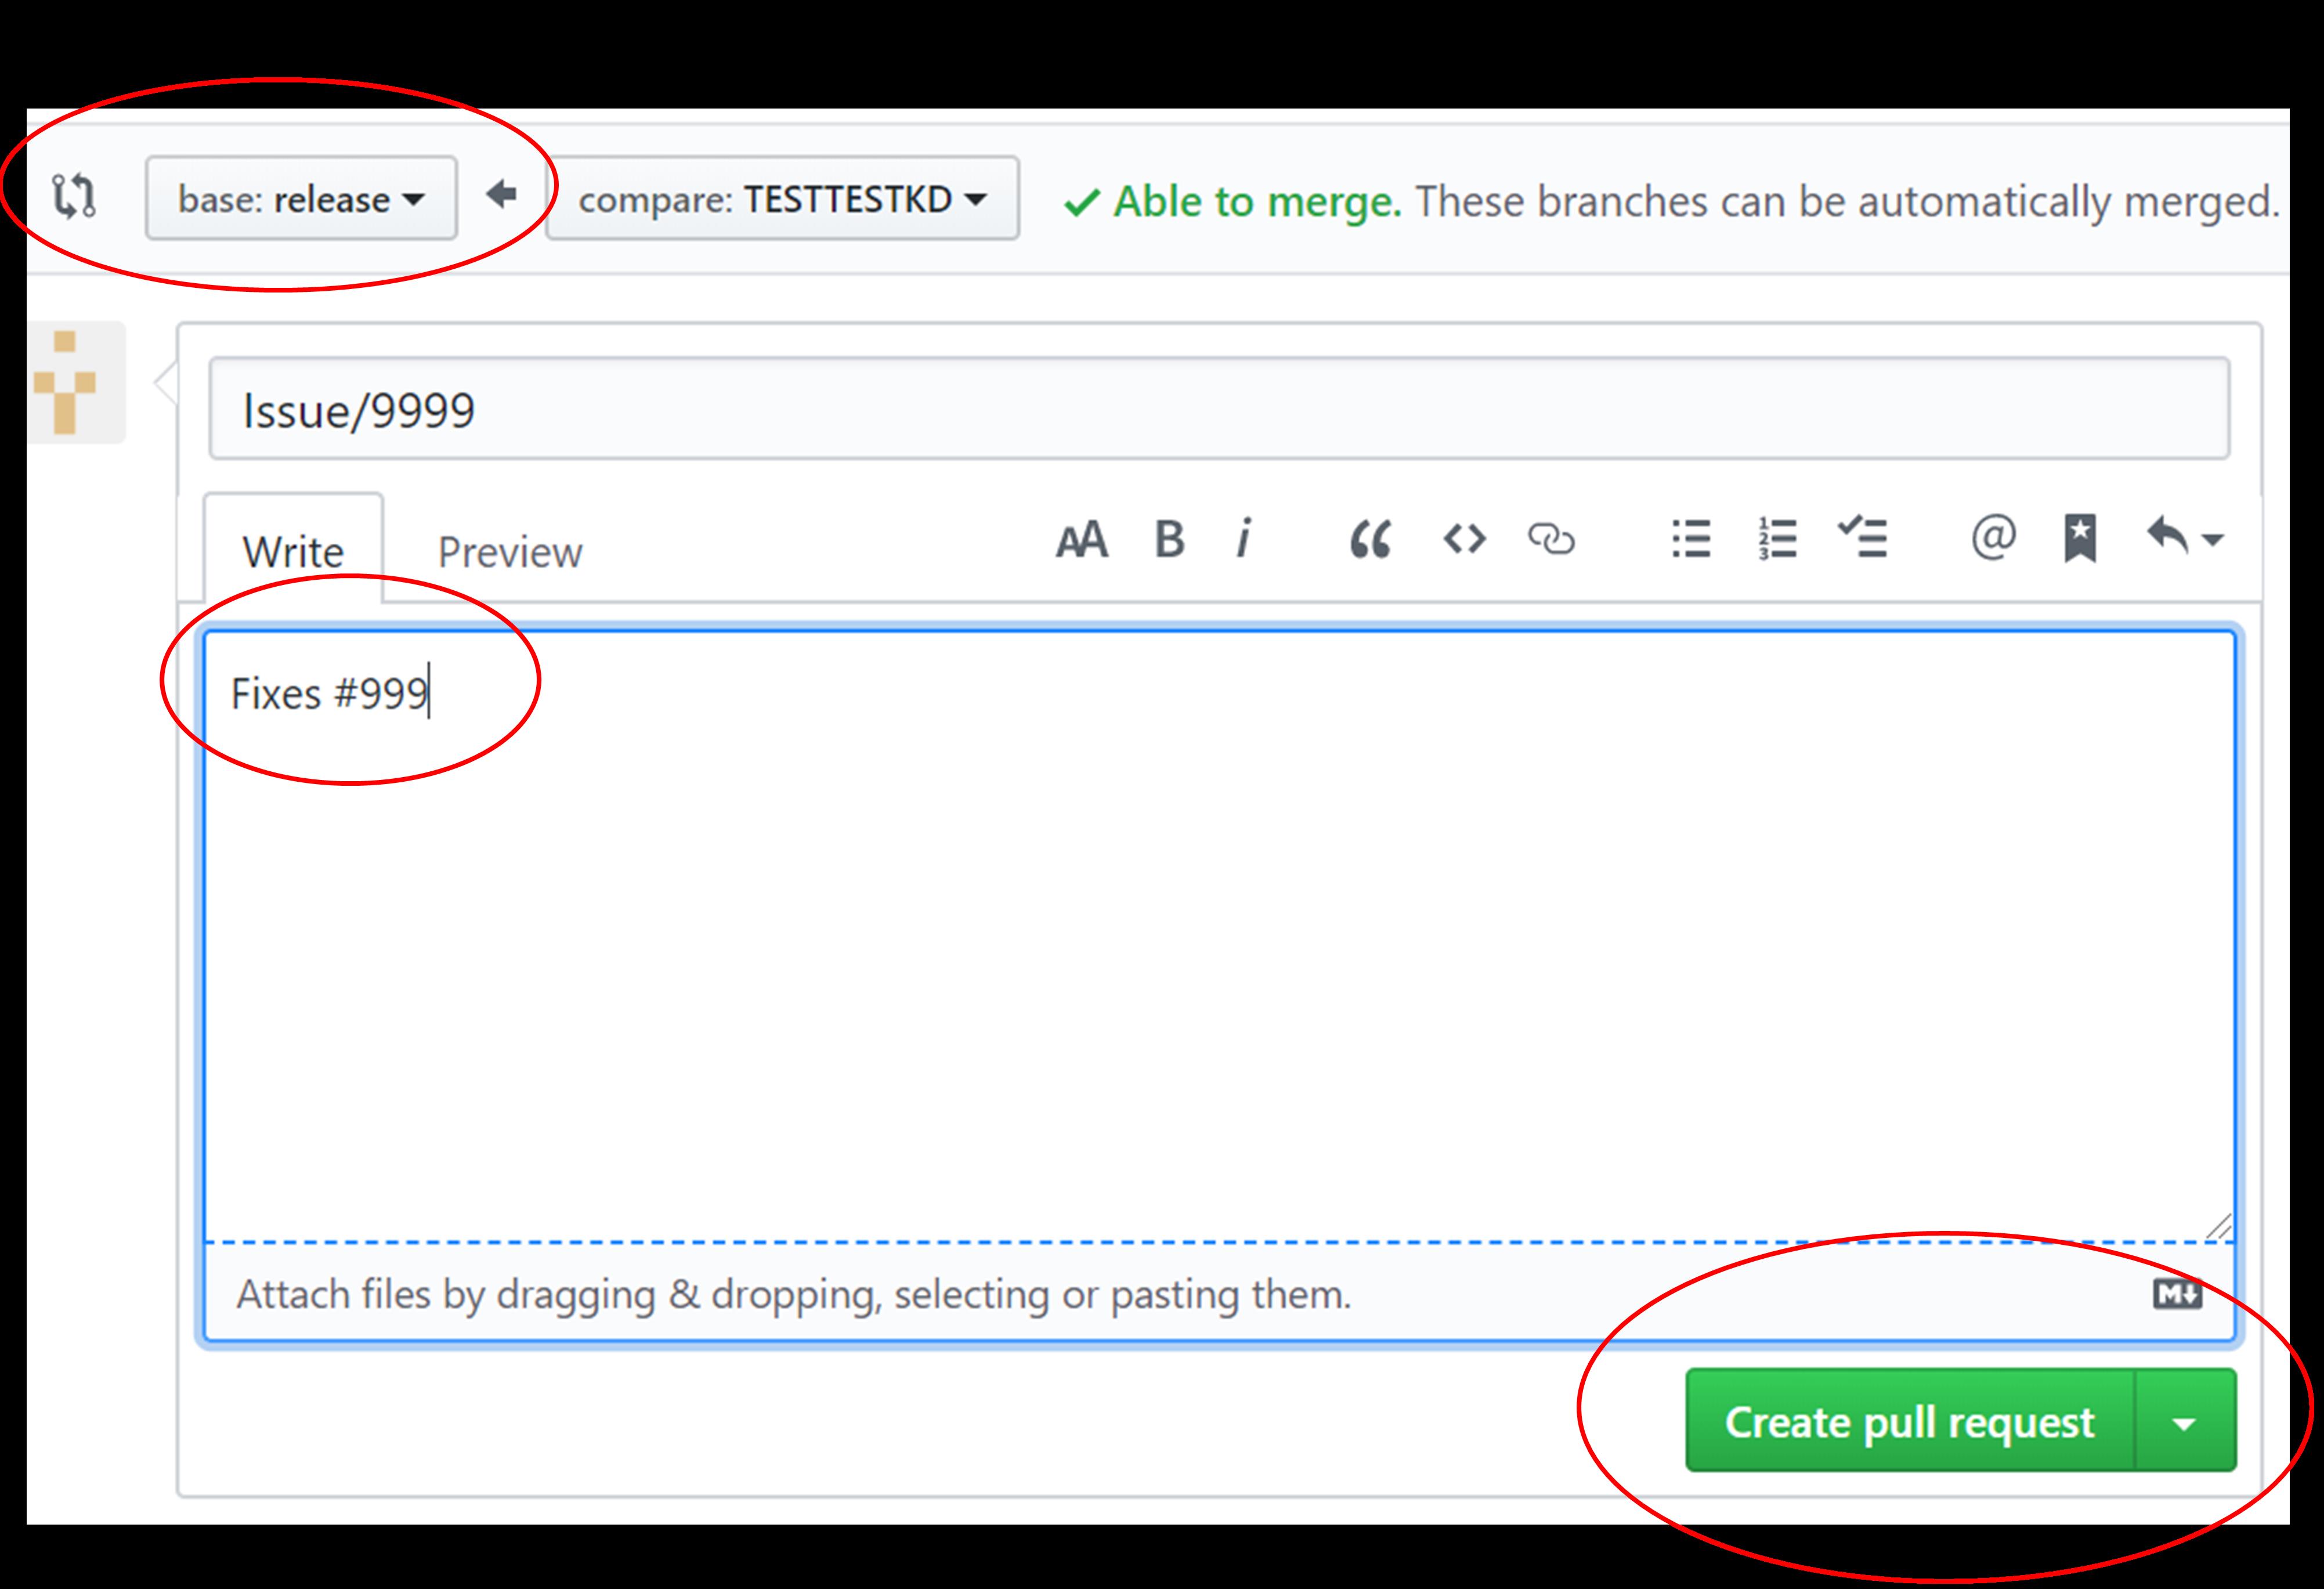 base: release compare: TESTTESTKD Able to merge. These branches can be automatically merged.
Issue/9999
Write Preview AA B i
Fixes #999
Attach files by dragging & dropping, selecting or pasting them.
Create pull request